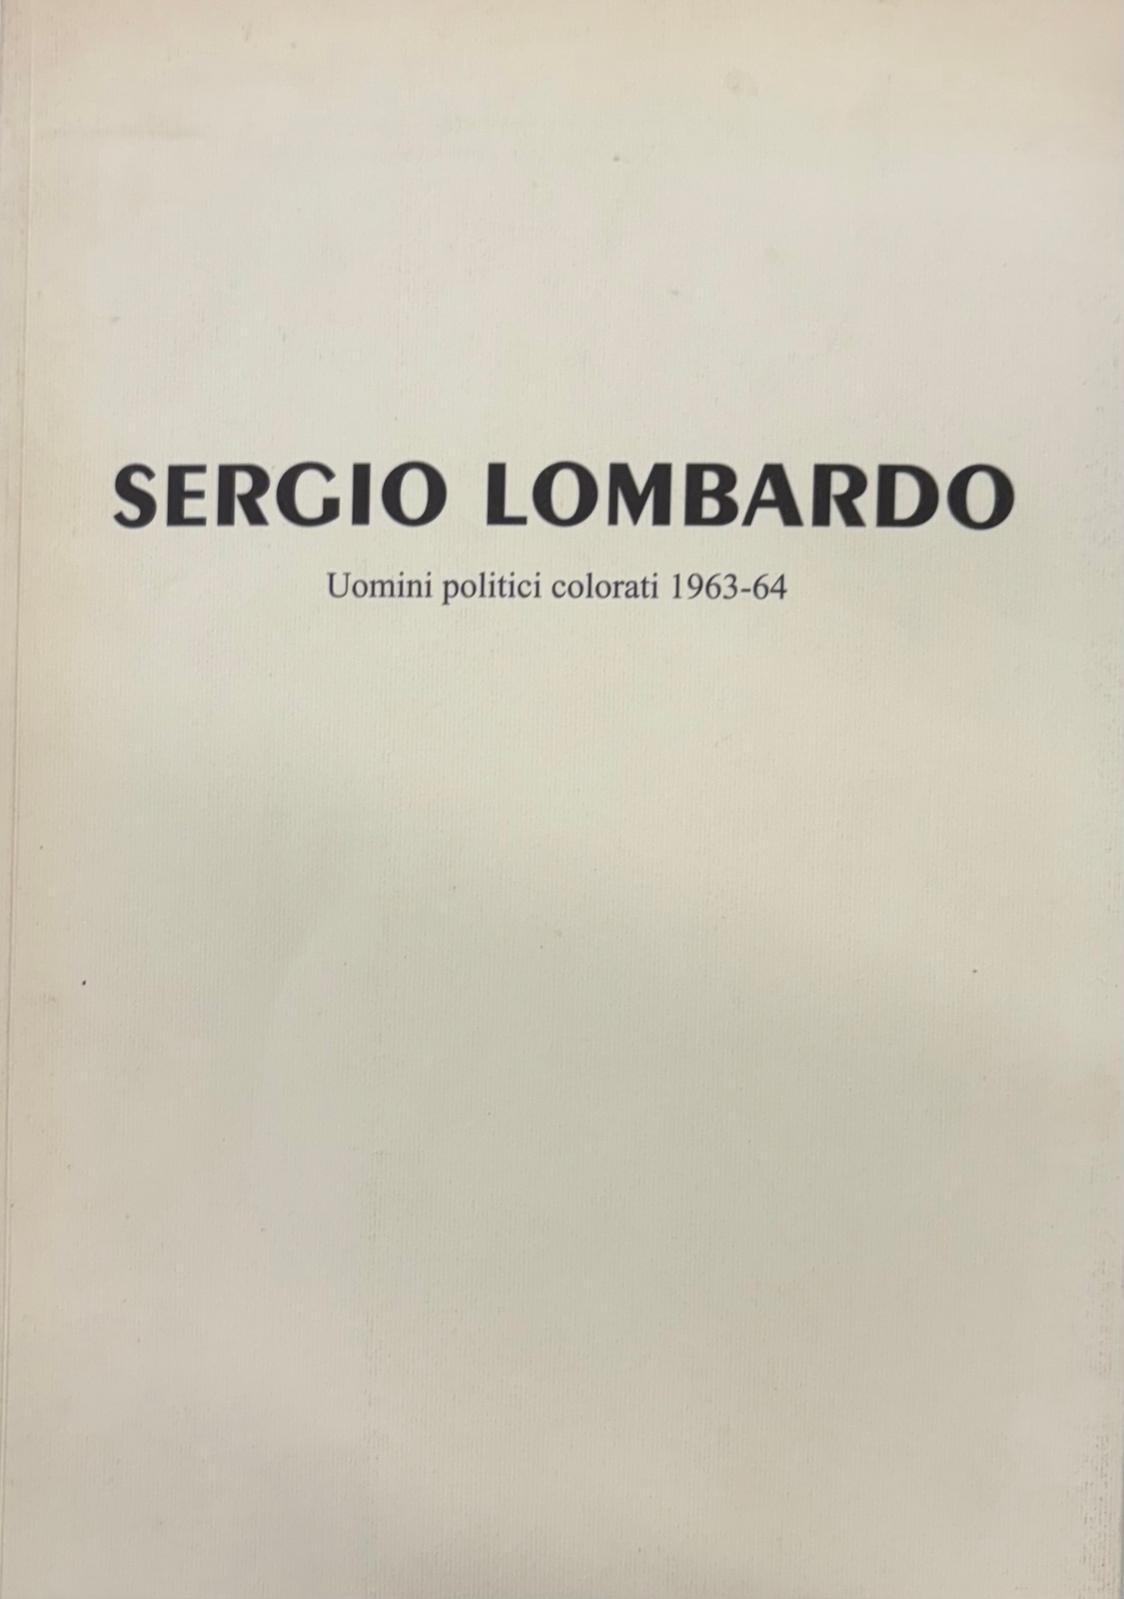 SERGIO LOMBARDO
Uomini politici colorati 1963-64